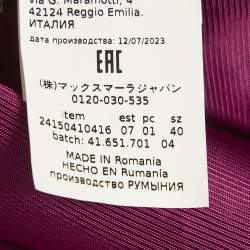 Via G. Maramotti, 4
42124 Reggio Emilia.
ИТАЛИЯ
дата производства: 12/07/2023
EAC
(株)マックスマーラジャパン
0120-030-535
item est pc sz
24150410416 07 01 40
batch: 41.651.701 04
MADE IN Romania
HECHO EN Rumanía
производство РУМЫНИЯ